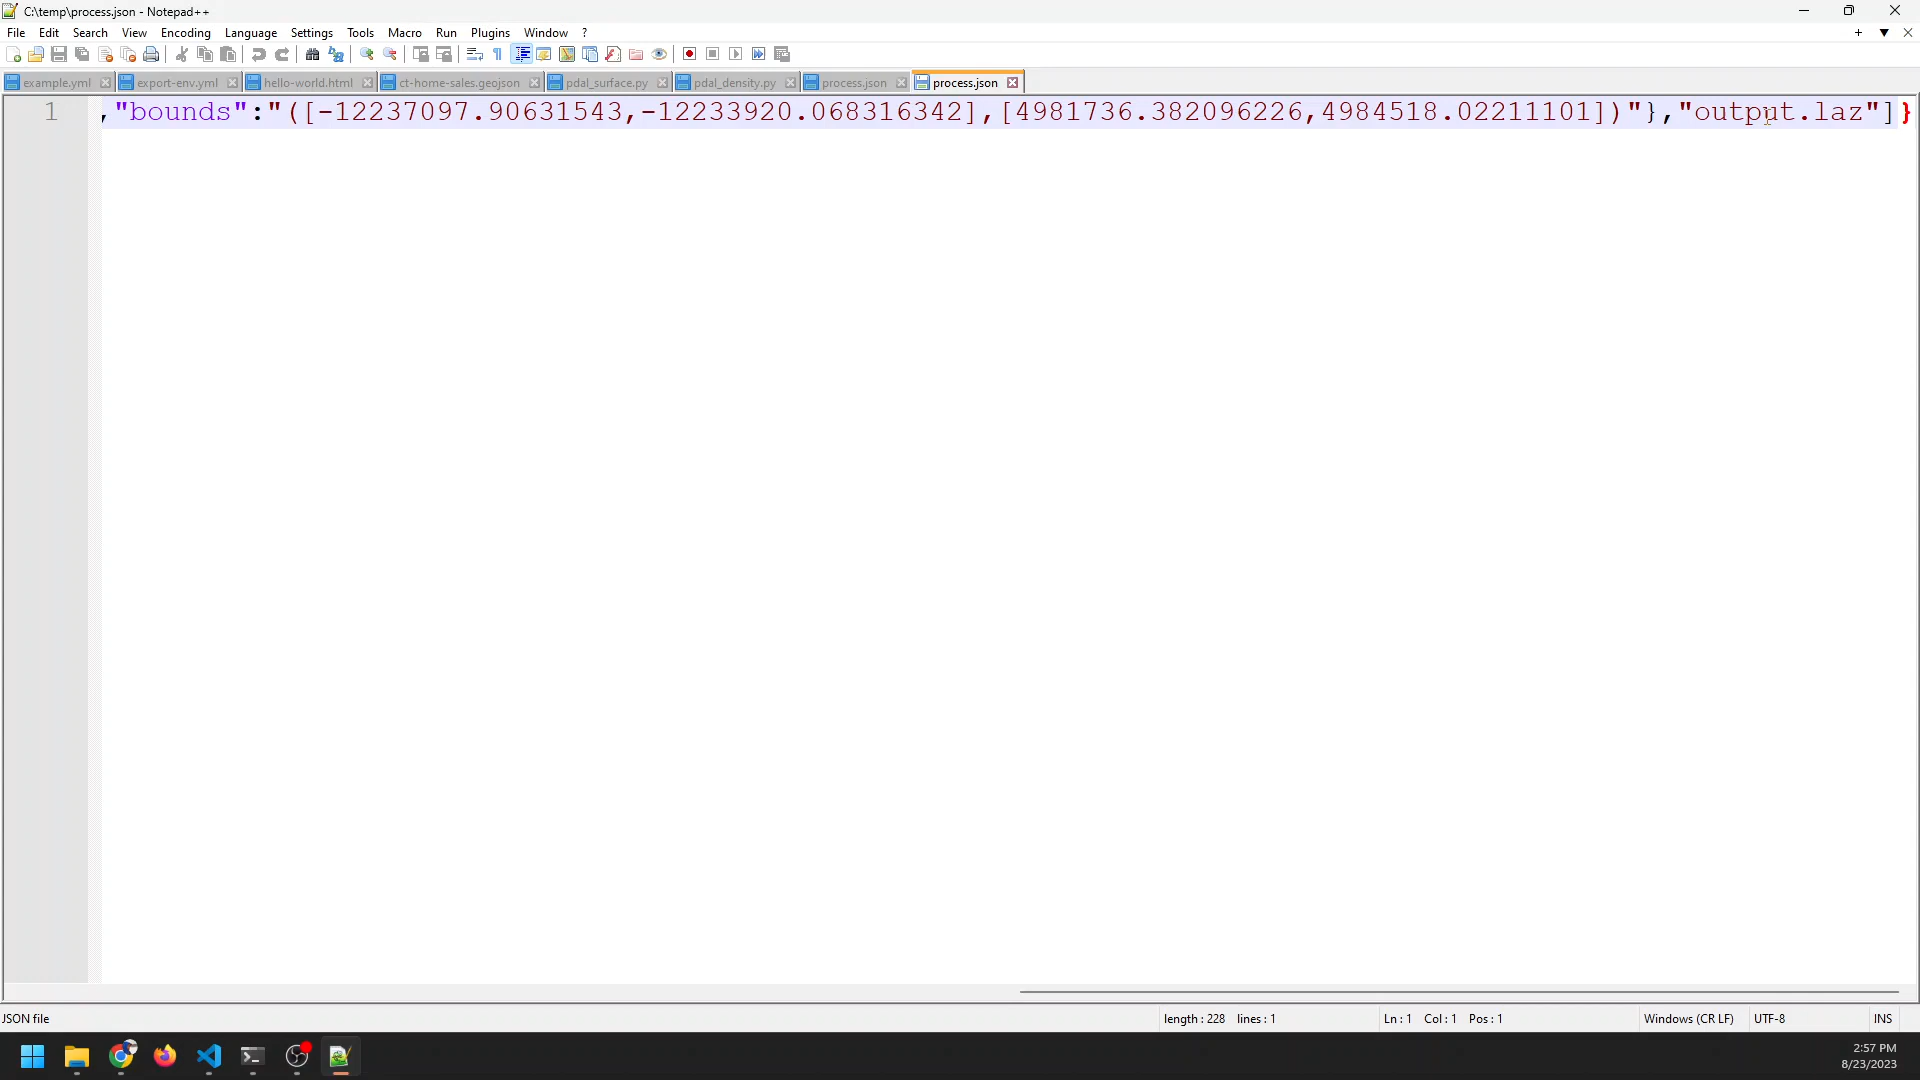 C:\temp\process.json - Notepad++
File Edit Search View Encoding Language Settings Tools Macro Run Plugins Window ?
example.yml export-env.yml hello-world.html ct-home-sales.geojson pdal_surface.py pdal_density.py process.json process.json
1 ,"bounds":"([-12237097.90631543,-12233920.068316342],[4981736.382096226,4984518.02211101])"},"output.laz"]}
JSON file length : 228 lines : 1 Ln : 1 Col : 1 Pos : 1 Windows (CR LF) UTF-8 INS
2:57 PM
8/23/2023